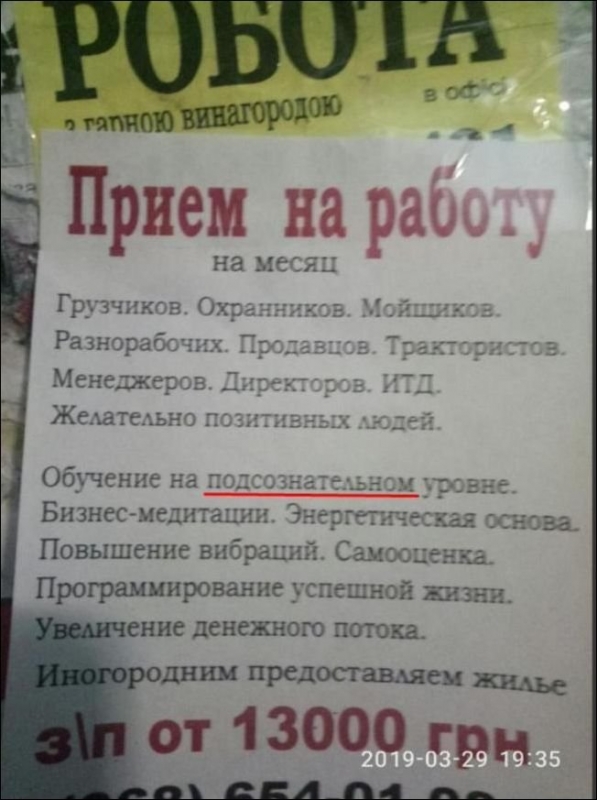 РОБОТА
з гарною винагородою
в офісі
Прием на работу
на месяц
Грузчиков. Охранников. Мойщиков.
Разнорабочих. Продавцов. Трактористов.
Менеджеров. Директоров. ИТД.
Желательно позитивных людей.
Обучение на подсознательном уровне.
Бизнес-медитации. Энергетическая основа.
Повышение вибраций. Самооценка.
Программирование успешной жизни.
Увеличение денежного потока.
Иногородним предоставляем жилье
з\п от 13000 грн
2019-03-29 19:35